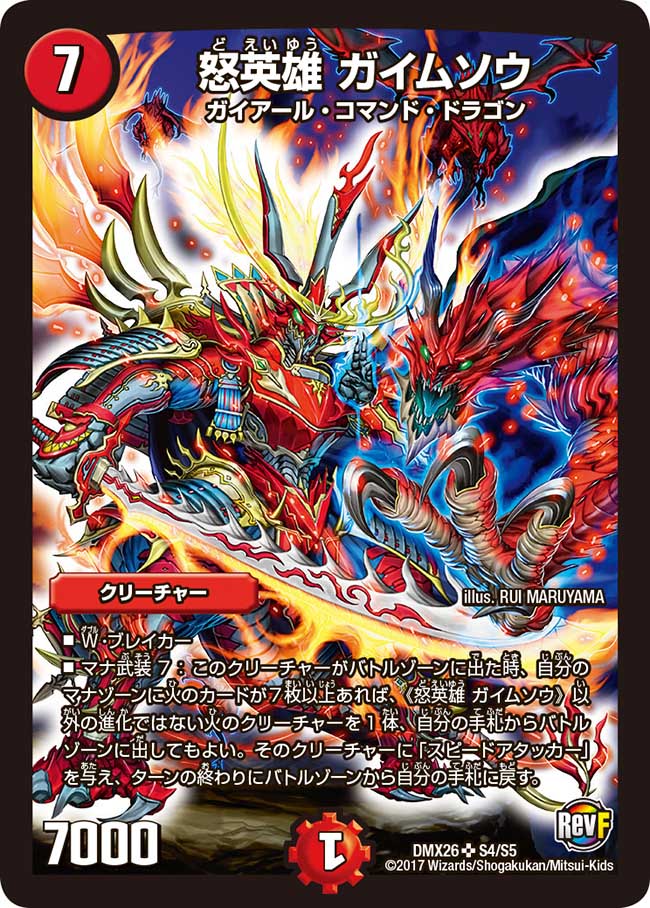 7
怒英雄 ガイムソウ
ガイアール・コマンド・ドラゴン
クリーチャー
illus. RUI MARUYAMA
■W・ブレイカー
■マナ武装 7：このクリーチャーがバトルゾーンに出た時、自分の
マナゾーンに火のカードが7枚以上あれば、《怒英雄 ガイムソウ》以
外の進化ではない火のクリーチャーを1体、自分の手札からバトル
ゾーンに出してもよい。そのクリーチャーに「スピードアタッカー」
を与え、ターンの終わりにバトルゾーンから自分の手札に戻す。
RevF
7000
1
DMX26 S4/S5
©2017 Wizards/Shogakukan/Mitsui-Kids